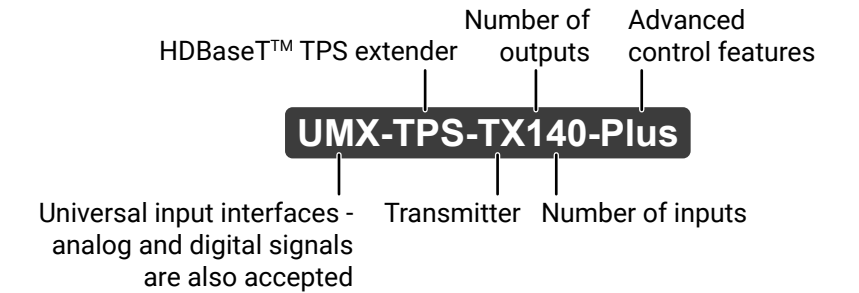 Number of
outputs
Advanced
control features
HDBaseT™ TPS extender
UMX-TPS-TX140-Plus
Universal input interfaces -
analog and digital signals
are also accepted
Transmitter
Number of inputs